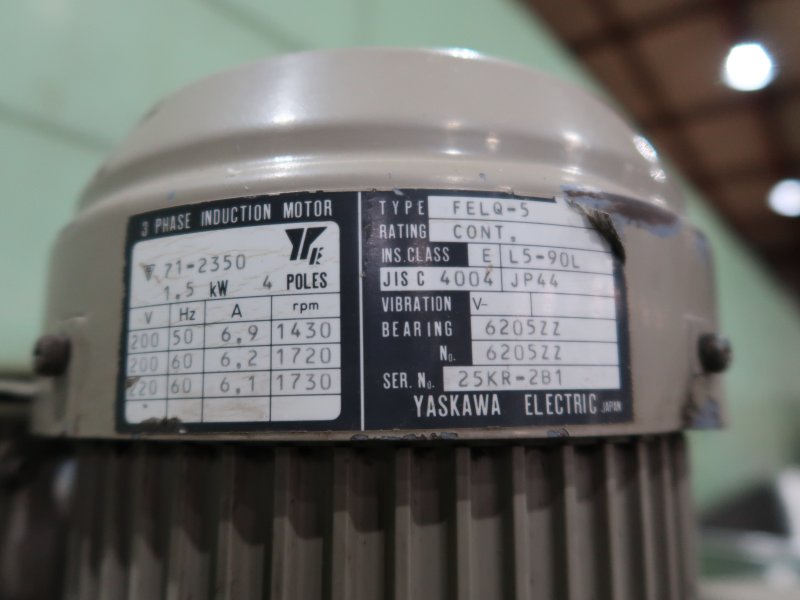 3 PHASE INDUCTION MOTOR
71-2350
1.5 kW 4 POLES
V Hz A rpm
200 50 6.9 1430
200 60 6.2 1720
220 60 6.1 1730
TYPE FELQ-5
RATING CONT.
INS.CLASS E L5-90L
JIS C 4004 JP44
VIBRATION V-
BEARING 6205ZZ
No. 6205ZZ
SER. No. 25KR-2B1
YASKAWA ELECTRIC JAPAN